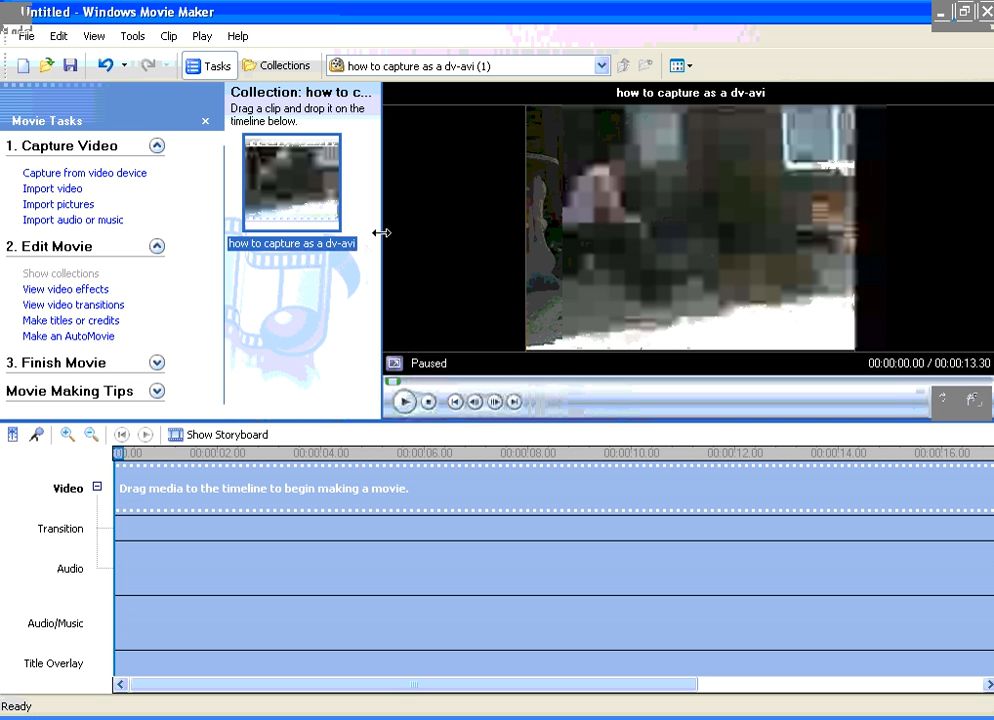 Untitled - Windows Movie Maker
File Edit View Tools Clip Play Help
Tasks Collections how to capture as a dv-avi (1)
Movie Tasks
1. Capture Video
Capture from video device
Import video
Import pictures
Import audio or music
2. Edit Movie
Show collections
View video effects
View video transitions
Make titles or credits
Make an AutoMovie
3. Finish Movie
Movie Making Tips
Collection: how to c...
Drag a clip and drop it on the
timeline below.
how to capture as a dv-avi
how to capture as a dv-avi
Paused 00:00:00.00 / 00:00:13.30
Show Storyboard
00:00:02.00 00:00:04.00 00:00:06.00 00:00:08.00 00:00:10.00 00:00:12.00 00:00:14.00 00:00:16.00
Video Drag media to the timeline to begin making a movie.
Transition
Audio
Audio/Music
Title Overlay
Ready